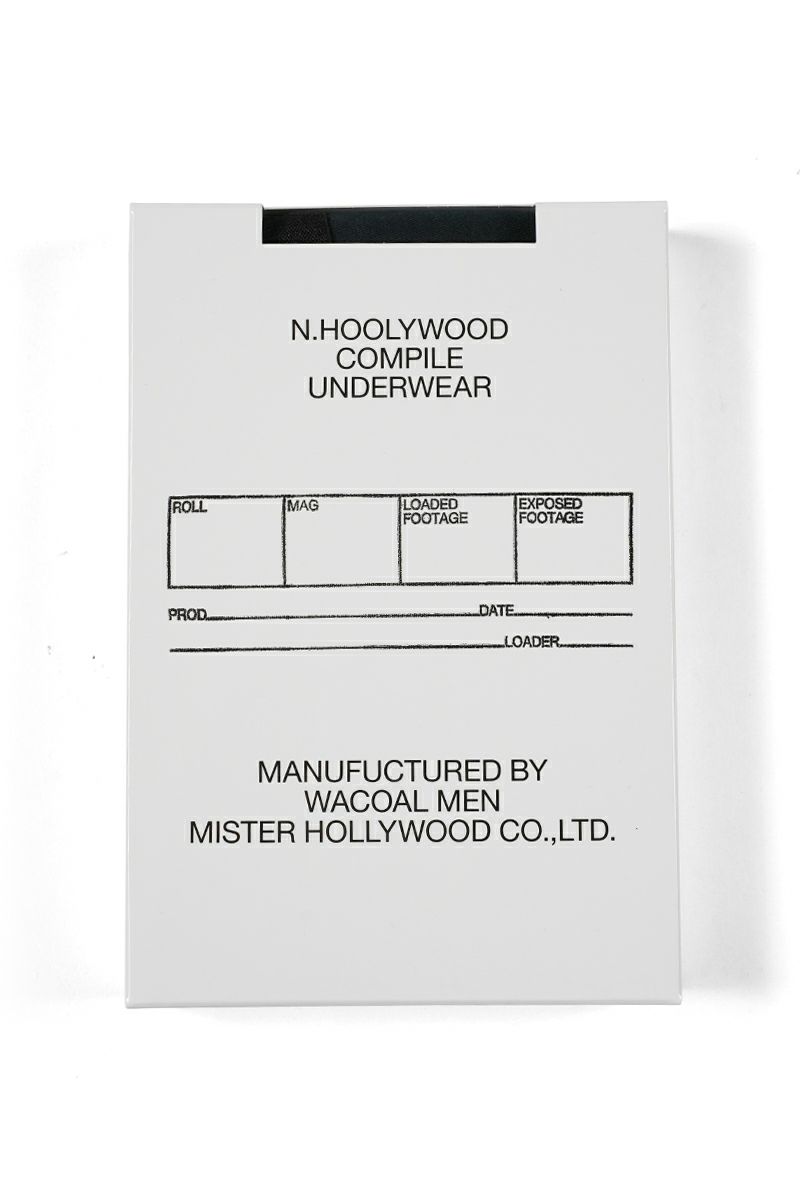 N.HOOLYWOOD
COMPILE
UNDERWEAR
ROLL MAG LOADED EXPOSED
FOOTAGE FOOTAGE
PROD. DATE
LOADER
MANUFUCTURED BY
WACOAL MEN
MISTER HOLLYWOOD CO.,LTD.